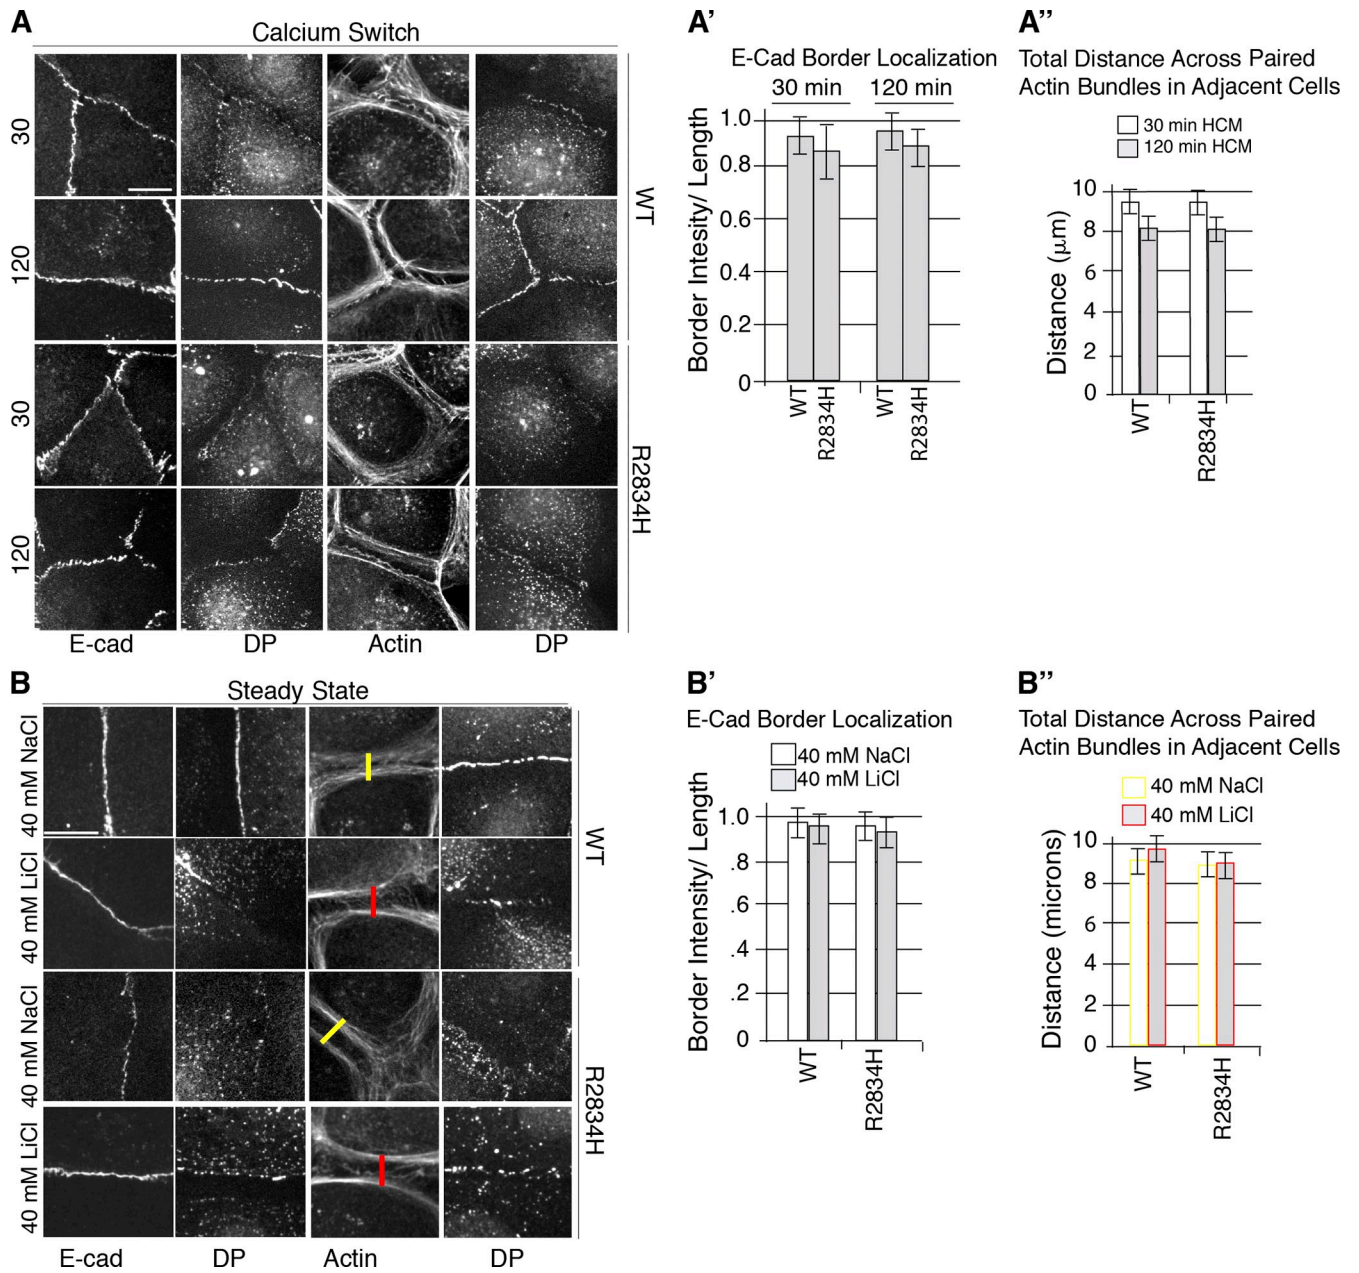 A
Calcium Switch
30
120
30
120
WT
R2834H
E-cad
DP
Actin
DP
A'
E-Cad Border Localization
30 min
120 min
Border Intesity/ Length
1.0
0.8
0.6
0.4
0.2
0
WT
R2834H
WT
R2834H
A"
Total Distance Across Paired
Actin Bundles in Adjacent Cells
30 min HCM
120 min HCM
Distance (μm)
10
8
6
4
2
0
WT
R2834H
B
Steady State
40 mM NaCl
40 mM LiCl
40 mM NaCl
40 mM LiCl
WT
R2834H
E-cad
DP
Actin
DP
B'
E-Cad Border Localization
40 mM NaCl
40 mM LiCl
Border Intensity/ Length
1.0
.8
.6
.4
.2
0
WT
R2834H
B"
Total Distance Across Paired
Actin Bundles in Adjacent Cells
40 mM NaCl
40 mM LiCl
Distance (microns)
10
8
6
4
2
0
WT
R2834H